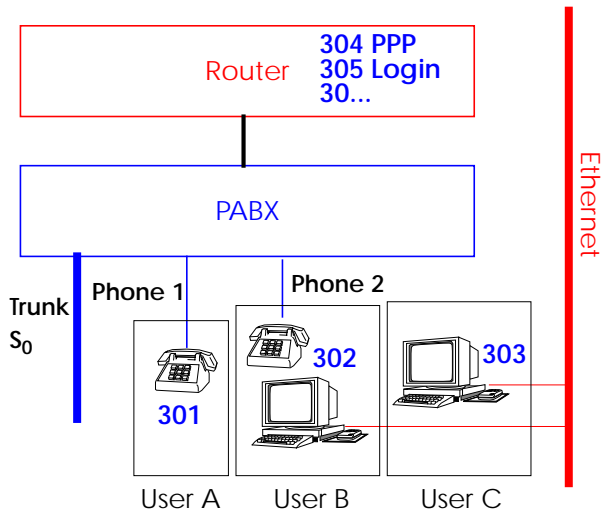 304 PPP
Router
305 Login
30...
Ethernet
PABX
Trunk
S0
Phone 1
Phone 2
301
302
303
User A
User B
User C